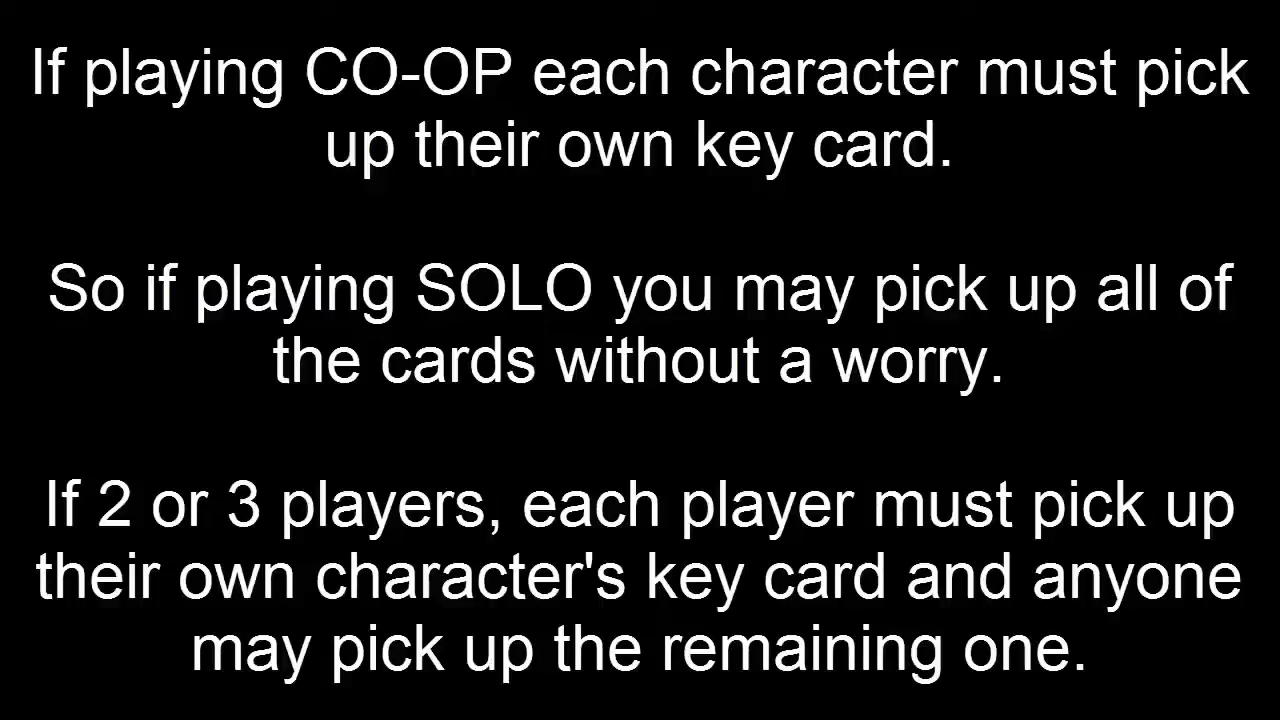 If playing CO-OP each character must pick
up their own key card.
So if playing SOLO you may pick up all of
the cards without a worry.
If 2 or 3 players, each player must pick up
their own character's key card and anyone
may pick up the remaining one.